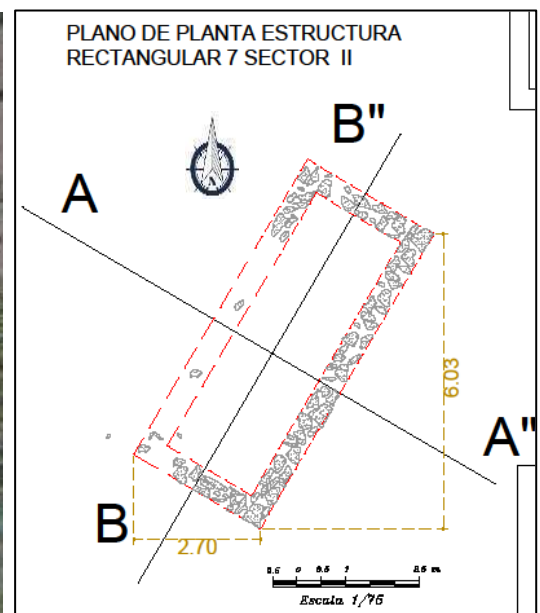 PLANO DE PLANTA ESTRUCTURA
RECTANGULAR 7 SECTOR II
B"
A
6.03
A"
B
2.70
0.5 0 0.5 1 2.5 m
Escala 1/75